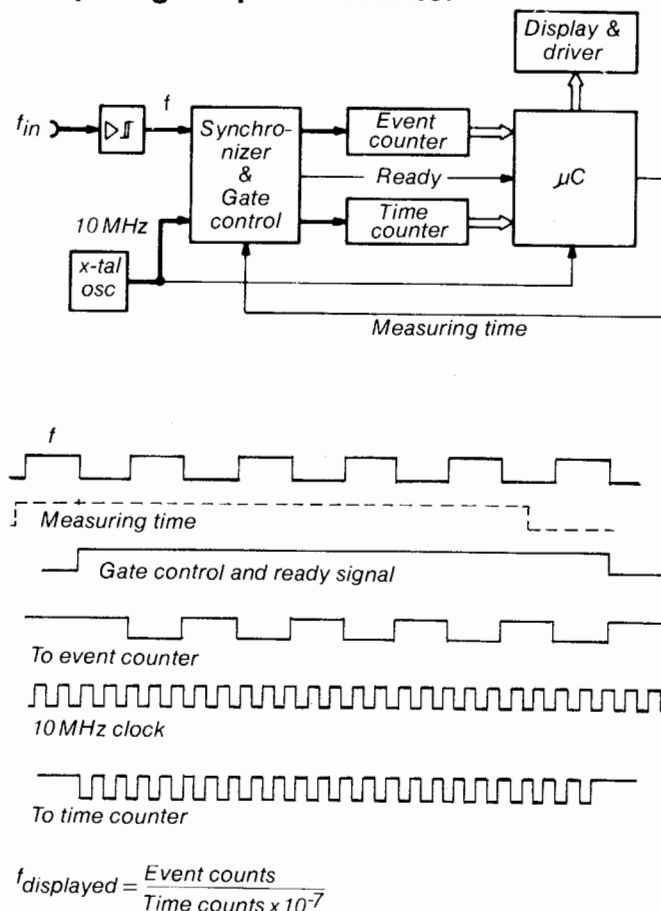 Display &
driver
f
f_in
Synchro-
nizer
&
Gate
control
Event
counter
Ready
Time
counter
μC
10 MHz
x-tal
osc
Measuring time
f
Measuring time
Gate control and ready signal
To event counter
10 MHz clock
To time counter
f_displayed = Event counts
Time counts x 10^-7